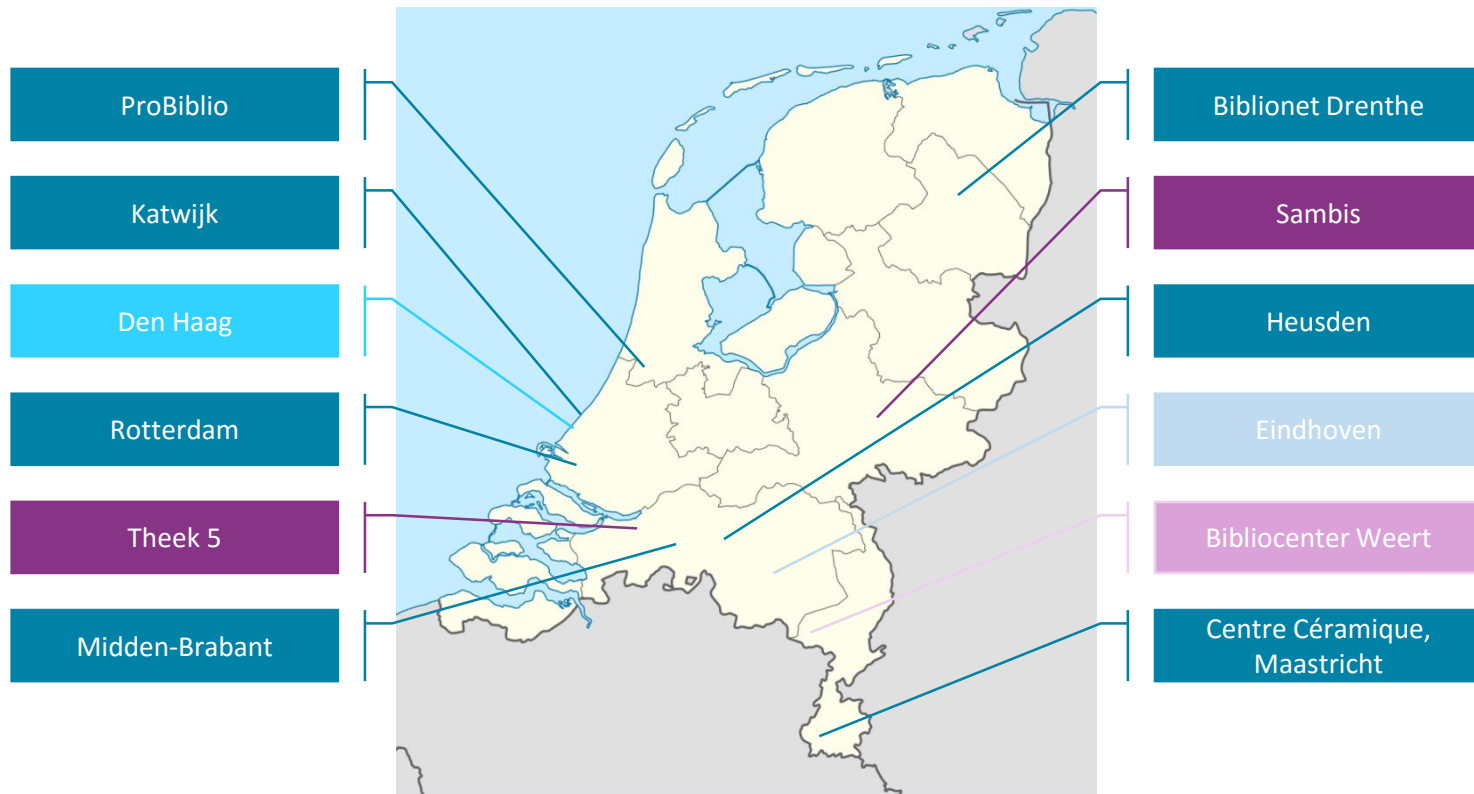 ProBiblio
Katwijk
Den Haag
Rotterdam
Theek 5
Midden-Brabant
Biblionet Drenthe
Sambis
Heusden
Eindhoven
Bibliocenter Weert
Centre Céramique,
Maastricht